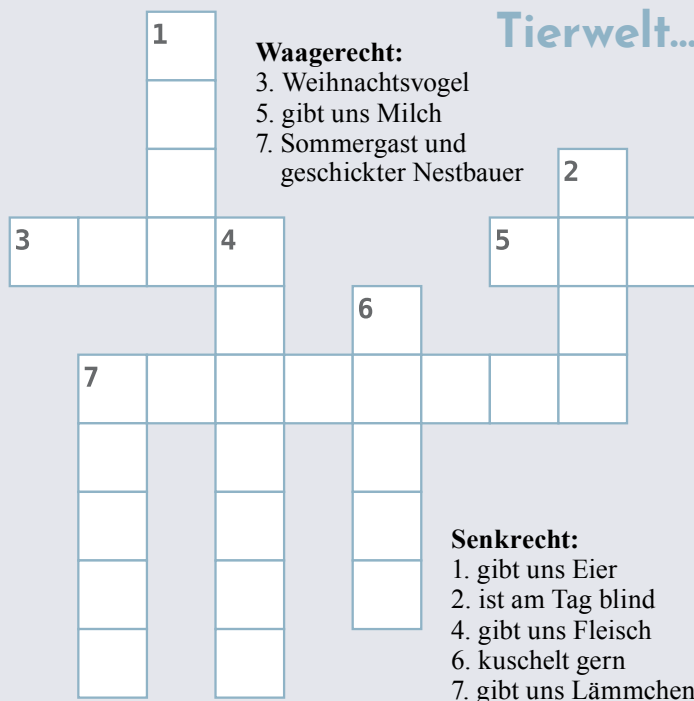 Tierwelt...
1
Waagerecht:
3. Weihnachtsvogel
5. gibt uns Milch
7. Sommergast und
geschickter Nestbauer
2
3
4
5
6
7
Senkrecht:
1. gibt uns Eier
2. ist am Tag blind
4. gibt uns Fleisch
6. kuschelt gern
7. gibt uns Lämmchen